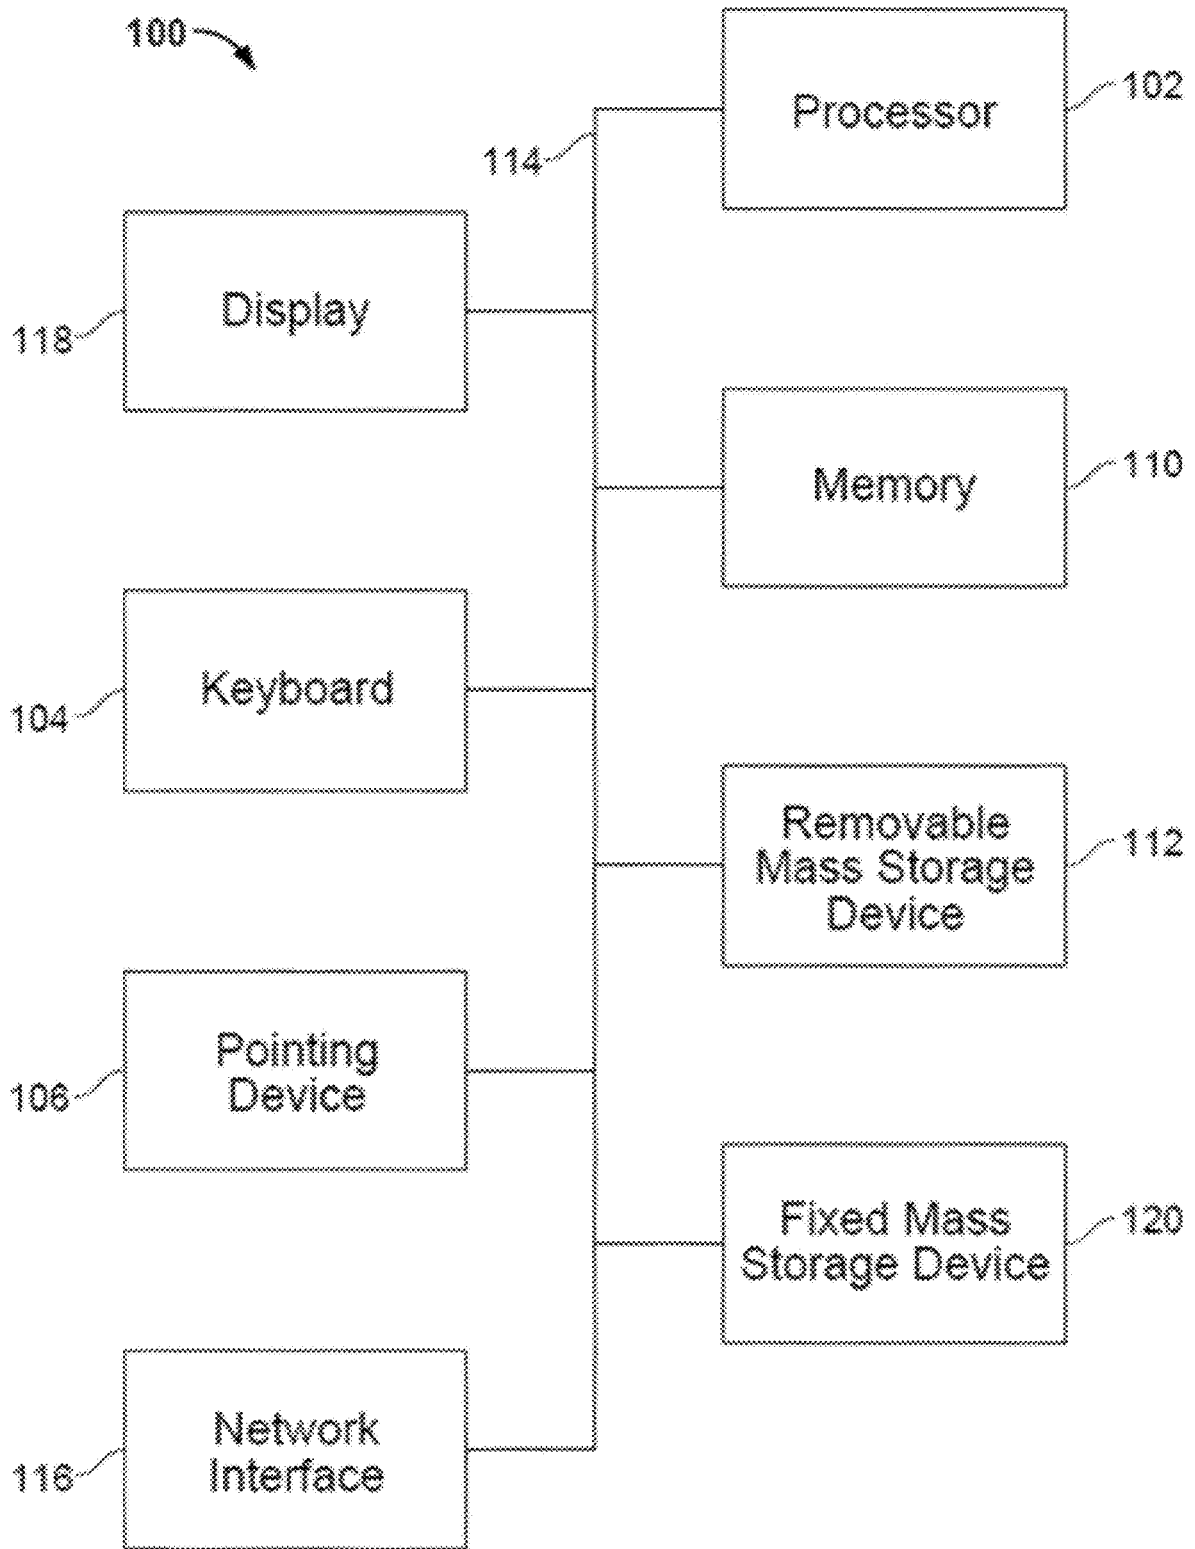 100
Processor
102
114
Display
118
Memory
110
Keyboard
104
Removable
Mass Storage
Device
112
Pointing
Device
106
Fixed Mass
Storage Device
120
Network
Interface
116